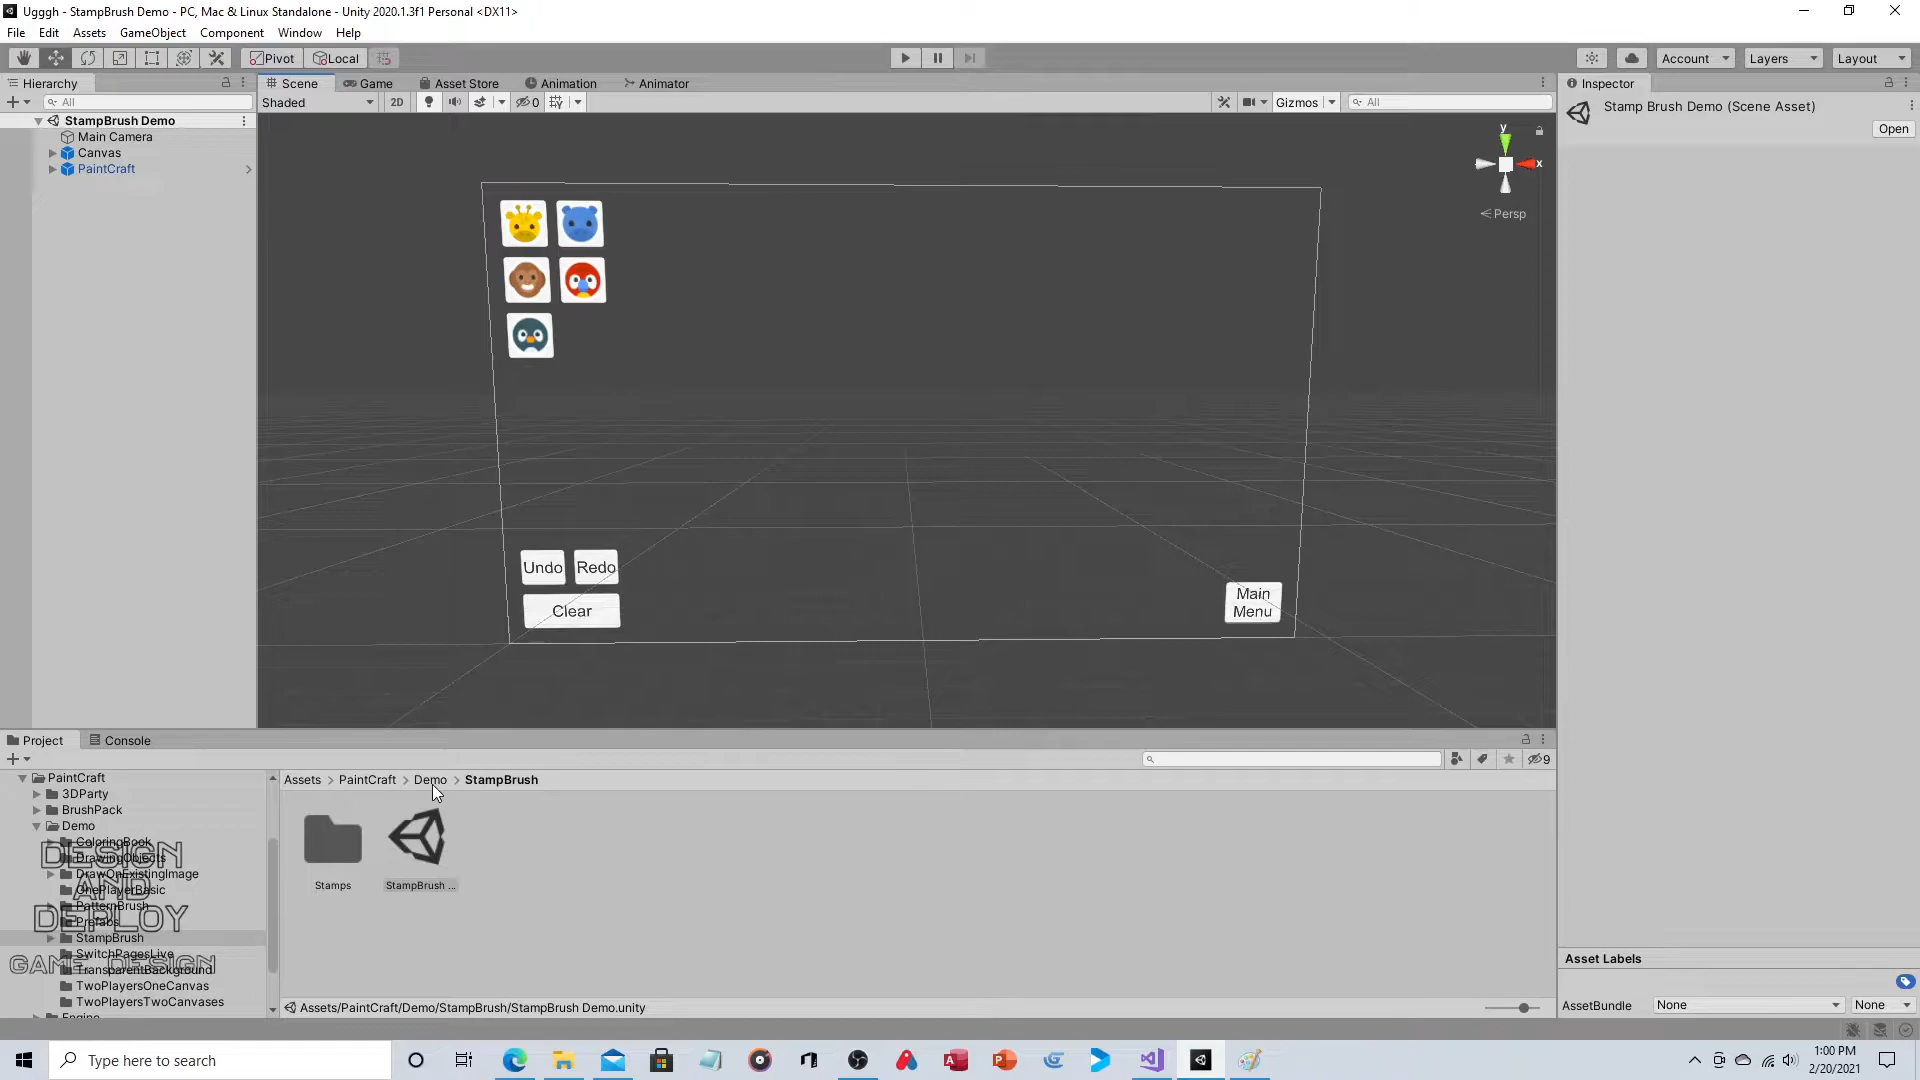 Ugggh - StampBrush Demo - PC, Mac & Linux Standalone - Unity 2020.1.3f1 Personal <DX11>
File Edit Assets GameObject Component Window Help
Pivot Local Account Layers Layout
Hierarchy
All
StampBrush Demo
Main Camera
Canvas
PaintCraft
Scene Game Asset Store Animation Animator
Shaded 2D 0 Gizmos All
y
x
Persp
Undo Redo
Clear
Main
Menu
Inspector
Stamp Brush Demo (Scene Asset)
Open
Asset Labels
AssetBundle None None
Project Console
9
PaintCraft
3DParty
BrushPack
Demo
ColoringBook
DrawingObjects
DrawOnExistingImage
OnePlayerBasic
PatternBrush
Prefabs
StampBrush
SwitchPagesLive
TransparentBackground
TwoPlayersOneCanvas
TwoPlayersTwoCanvases
Engine
DESIGN
AND
DEPLOY
GAME DESIGN
Assets > PaintCraft > Demo > StampBrush
Stamps StampBrush ...
Assets/PaintCraft/Demo/StampBrush/StampBrush Demo.unity
Type here to search
1:00 PM
2/20/2021